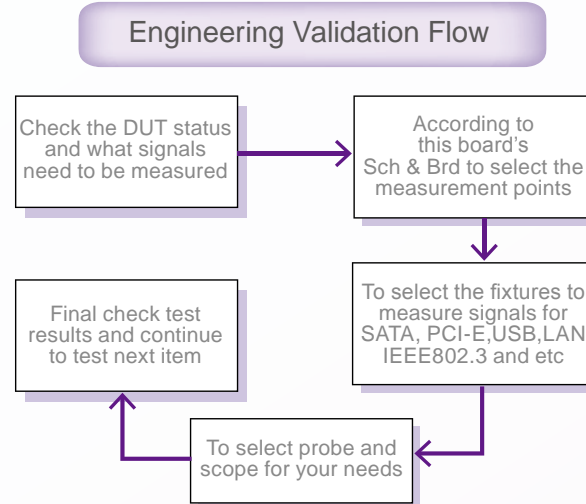 Engineering Validation Flow
Check the DUT status
and what signals
need to be measured
According to
this board's
Sch & Brd to select the
measurement points
To select the fixtures to
measure signals for
SATA, PCI-E,USB,LAN
IEEE802.3 and etc
To select probe and
scope for your needs
Final check test
results and continue
to test next item